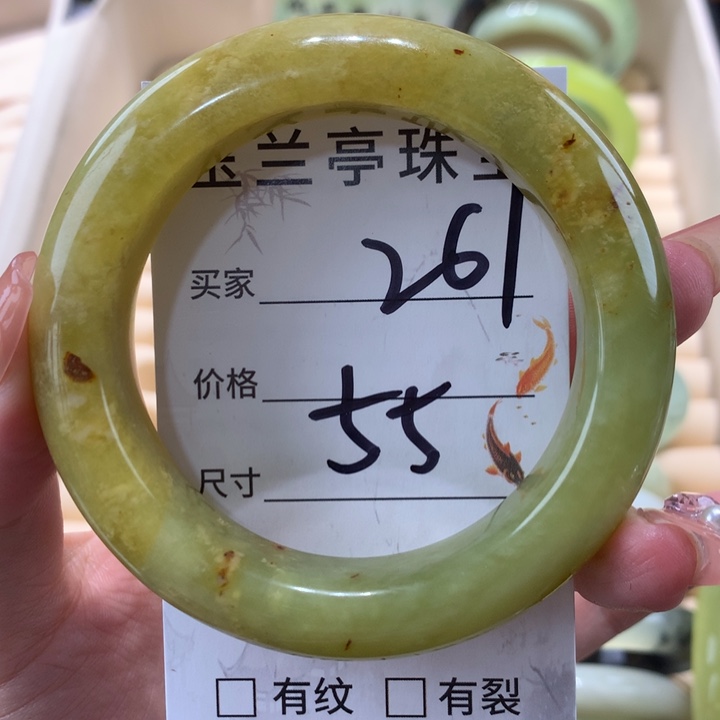 兰亭珠
买家 261
价格 55
尺寸
□ 有纹 □ 有裂